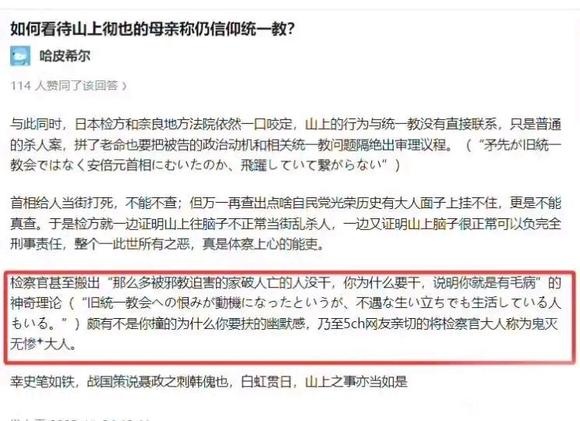 如何看待山上彻也的母亲称仍信仰统一教？
哈皮希尔
114 人赞同了该回答 〉
与此同时，日本检方和奈良地方法院依然一口咬定，山上的行为与统一教没有直接联系，只是普通
的杀人案，拼了老命也要把被告的政治动机和相关统一教问题隔绝出审理议程。（“矛先が旧統一
教会ではなく安倍元首相にむいたのか、飛躍していて繋がらない”）
首相给人当街打死，不能不查；但万一再查出点啥自民党光荣历史有大人面子上挂不住，更是不能
真查。于是检方就一边证明山上往脑子不正常当街乱杀人，一边又证明山上脑子很正常可以负完全
刑事责任，整个一此世所有之恶，真是体察上心的能吏。
检察官甚至搬出“那么多被邪教迫害的家破人亡的人没干，你为什么要干，说明你就是有毛病”的
神奇理论（“旧統一教会への恨みが動機になったというが、不遇な生い立ちでも生活している人
もいる。”）颇有不是你撞的为什么你要扶的幽默感，乃至5ch网友亲切的将检察官大人称为鬼灭
无惨+大人。
幸史笔如铁，战国策说聂政之刺韩傀也，白虹贯日，山上之事亦当如是